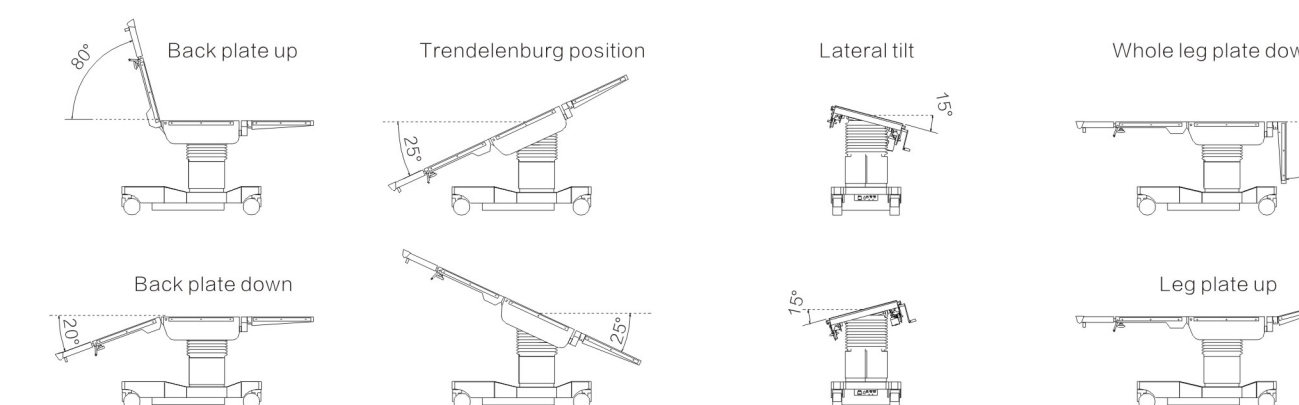 80°
Back plate up
Trendelenburg position
25°
Lateral tilt
15°
Whole leg plate dow
Back plate down
20°
25°
15°
Leg plate up